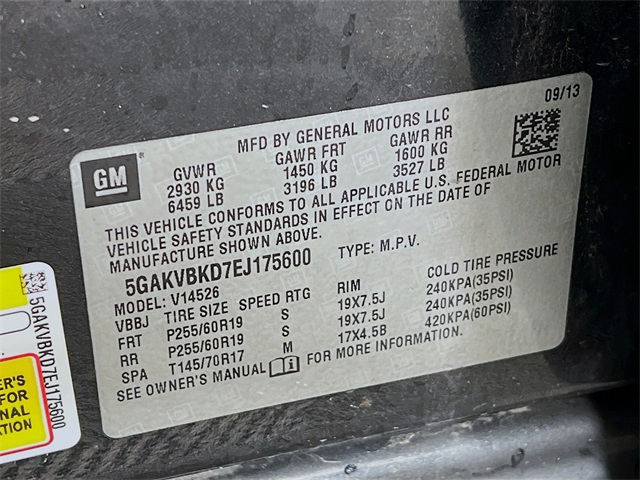 09/13
MFD BY GENERAL MOTORS LLC
GM
GVWR GAWR FRT GAWR RR
2930 KG 1450 KG 1600 KG
6459 LB 3196 LB 3527 LB
THIS VEHICLE CONFORMS TO ALL APPLICABLE U.S. FEDERAL MOTOR
VEHICLE SAFETY STANDARDS IN EFFECT ON THE DATE OF
MANUFACTURE SHOWN ABOVE.
5GAKVBKD7EJ175600 TYPE: M.P.V.
MODEL: V14526
VBBJ TIRE SIZE SPEED RTG RIM COLD TIRE PRESSURE
FRT P255/60R19 S 19X7.5J 240KPA(35PSI)
RR P255/60R19 S 19X7.5J 240KPA(35PSI)
SPA T145/70R17 M 17X4.5B 420KPA(60PSI)
SEE OWNER'S MANUAL FOR MORE INFORMATION.
5GAKVBKD7EJ175600
ER'S
FOR
NAL
ATION